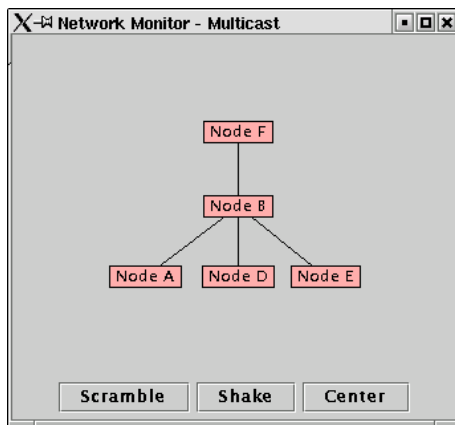 Network Monitor - Multicast
Node F
Node B
Node A Node D Node E
Scramble Shake Center